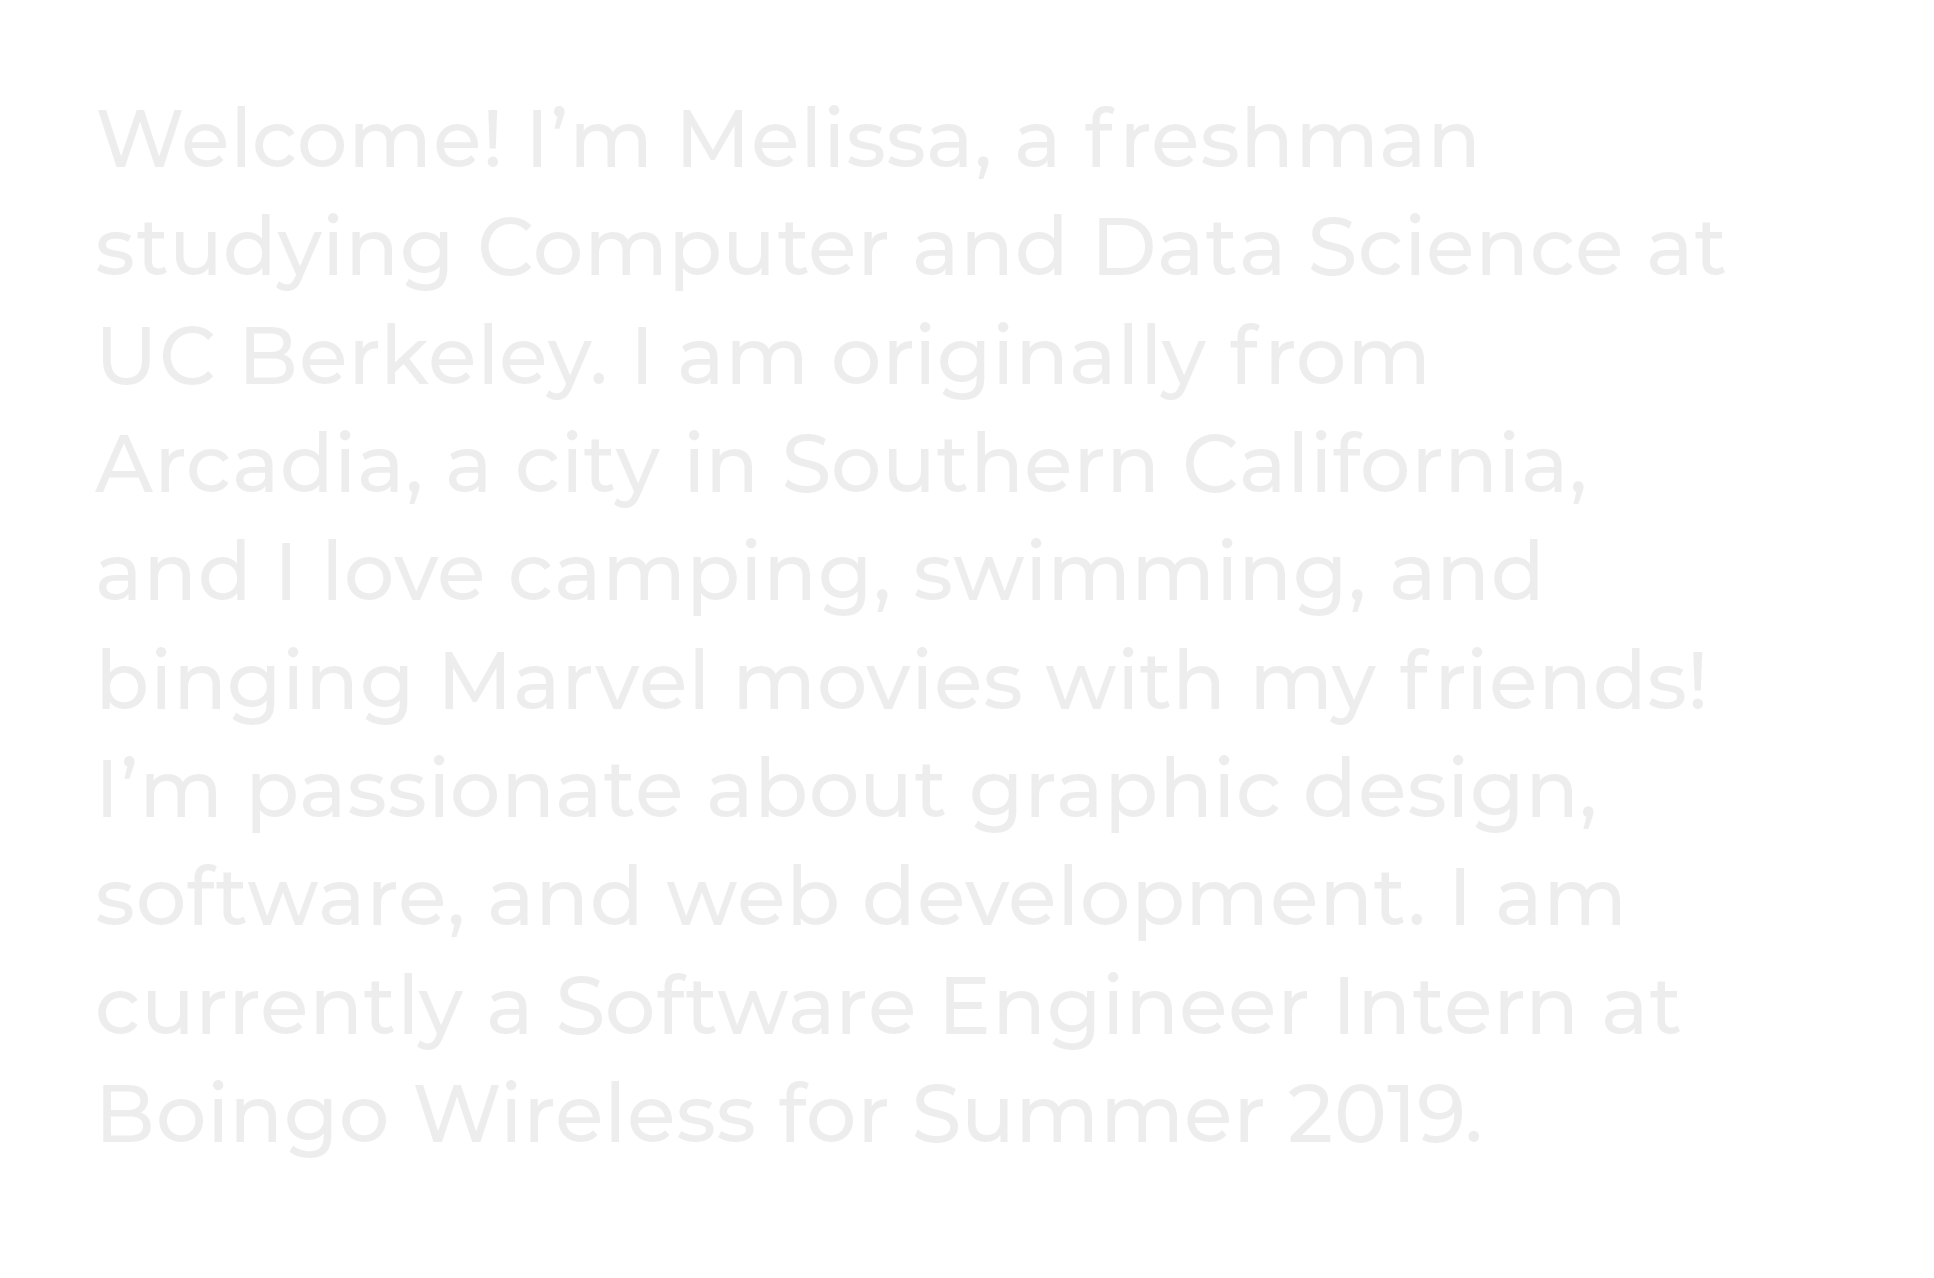 Welcome! I’m Melissa, a freshman
studying Computer and Data Science at
UC Berkeley. I am originally from
Arcadia, a city in Southern California,
and I love camping, swimming, and
binging Marvel movies with my friends!
I’m passionate about graphic design,
software, and web development. I am
currently a Software Engineer Intern at
Boingo Wireless for Summer 2019.